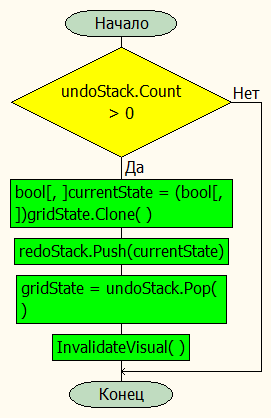 Начало
undoStack.Count
> 0
Нет
Да
bool[, ]currentState = (bool[,
])gridState.Clone( )
redoStack.Push(currentState)
gridState = undoStack.Pop(
)
InvalidateVisual( )
Конец